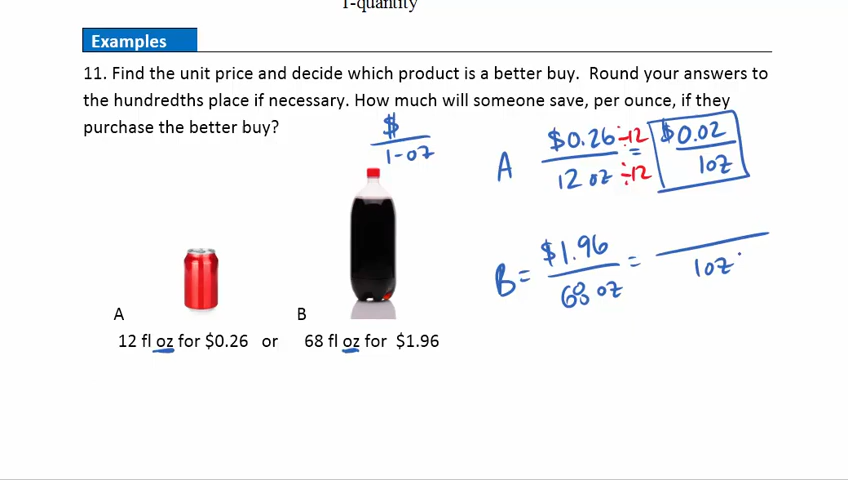 1-quantity
Examples
11. Find the unit price and decide which product is a better buy. Round your answers to
the hundredths place if necessary. How much will someone save, per ounce, if they
purchase the better buy?
$
1-oz
A $0.26 ÷12 = $0.02
12 oz ÷12 1oz
B = $1.96 =
68 oz 1oz
A B
12 fl oz for $0.26 or 68 fl oz for $1.96